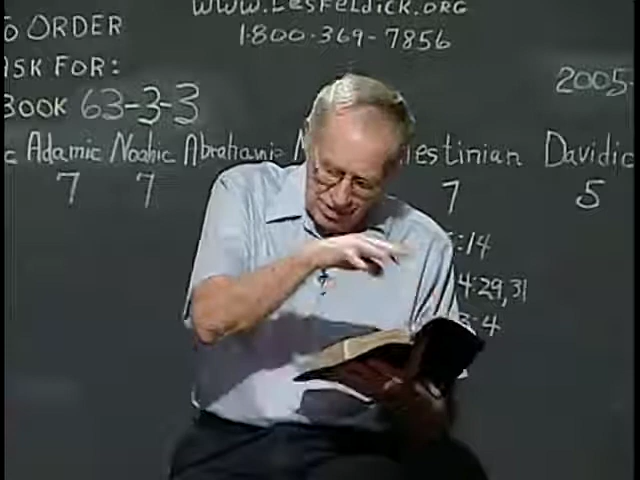 www.LesFeldick.org
O ORDER
1-800-369-7856
ASK FOR:
2005-
BOOK 63-3-3
c Adamic Noahic Abrahamic estinian Davidic
7 7 7 5
:14
4:29,31
:4